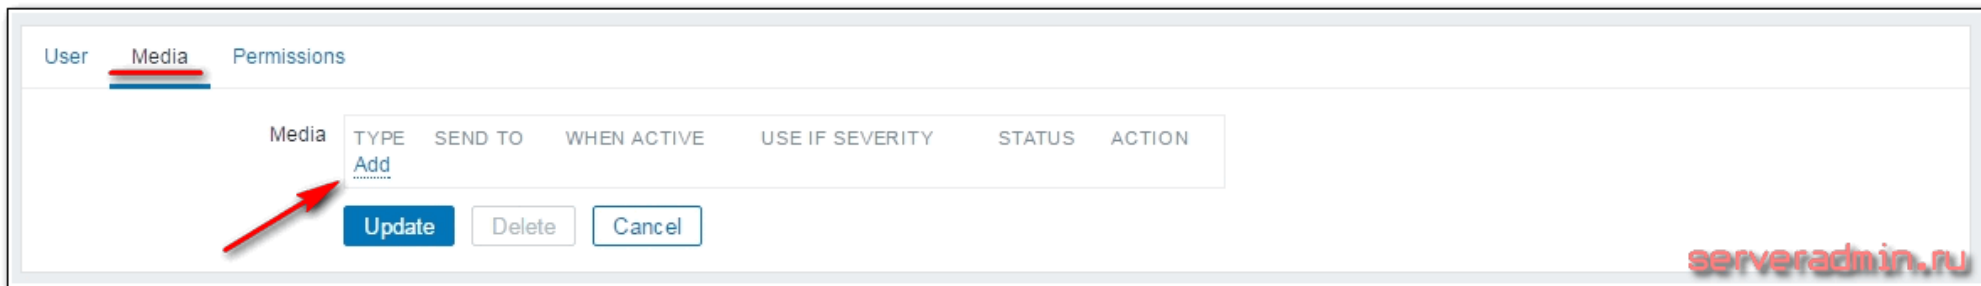 User Media Permissions
Media TYPE SEND TO WHEN ACTIVE USE IF SEVERITY STATUS ACTION
Add
Update Delete Cancel
serveradmin.ru